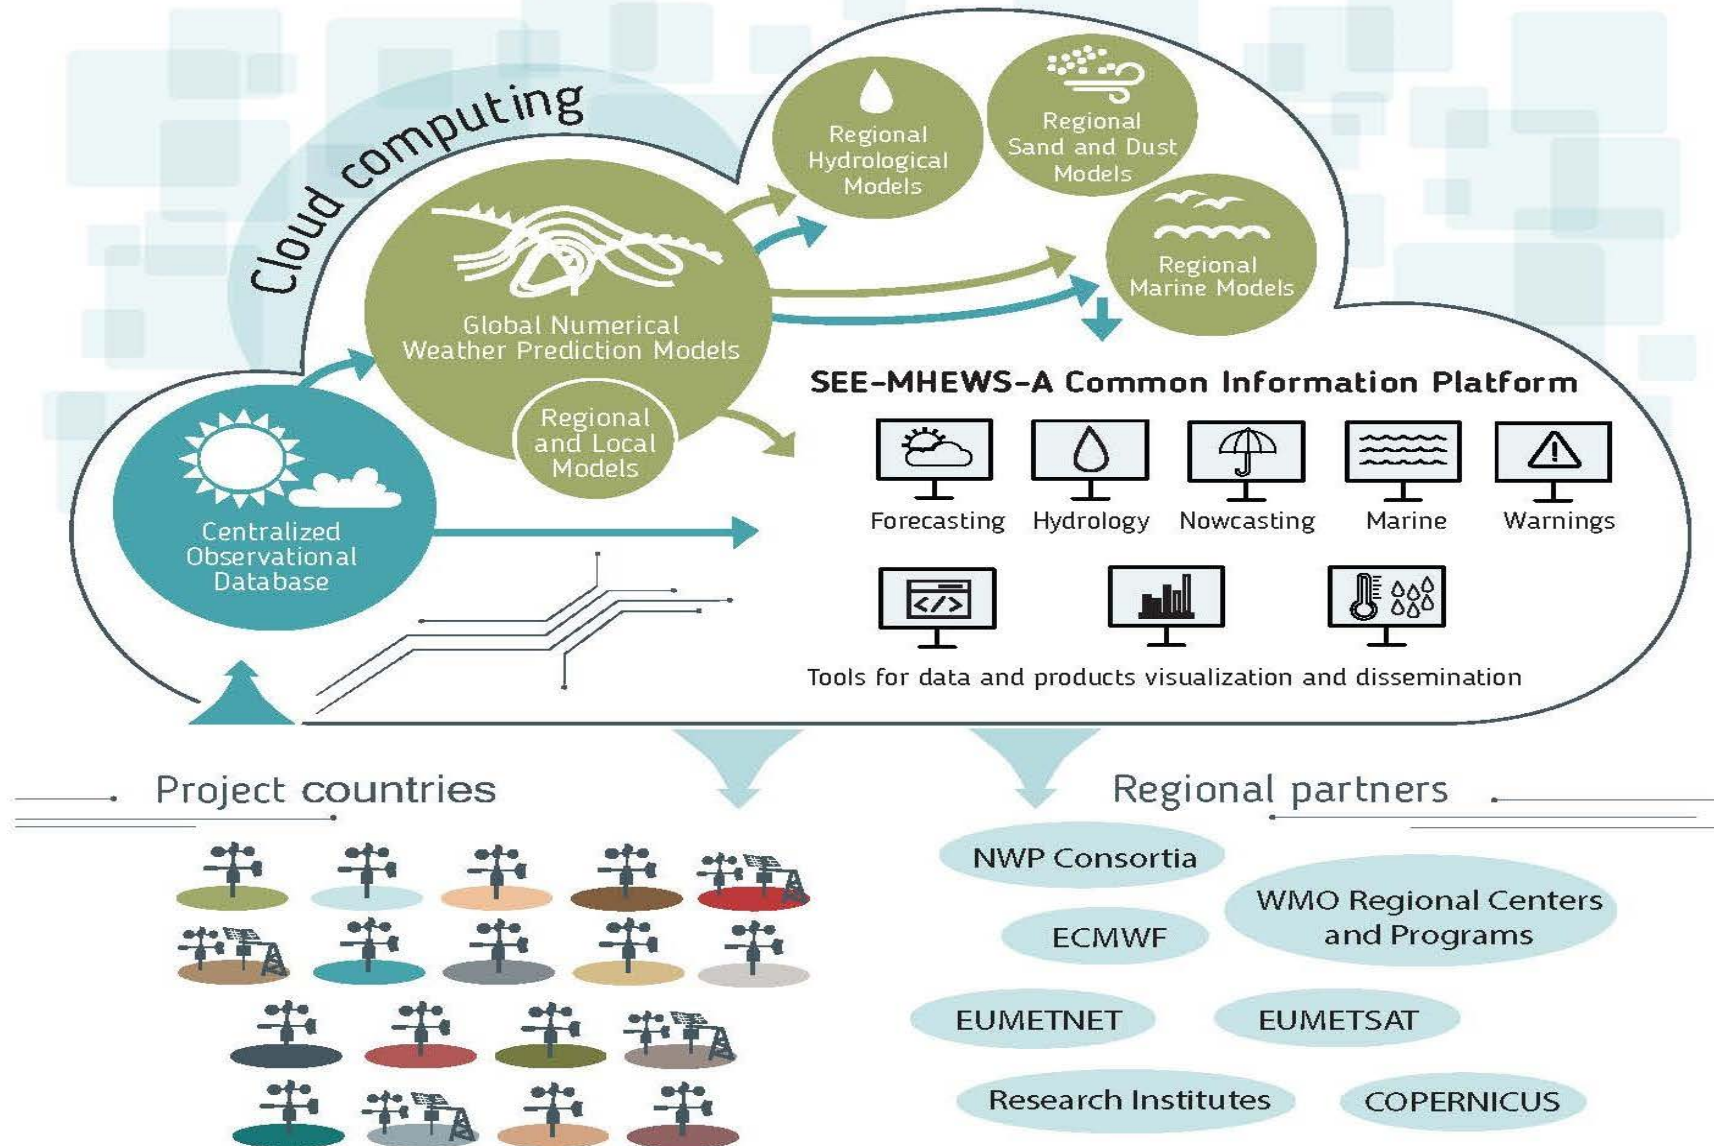 Cloud computing
Regional
Hydrological
Models
Regional
Sand and Dust
Models
Regional
Marine Models
Global Numerical
Weather Prediction Models
Regional
and Local
Models
Centralized
Observational
Database
SEE-MHEWS-A Common Information Platform
Forecasting
Hydrology
Nowcasting
Marine
Warnings
</>
Tools for data and products visualization and dissemination
Project countries
Regional partners
NWP Consortia
WMO Regional Centers
and Programs
ECMWF
EUMETNET
EUMETSAT
Research Institutes
COPERNICUS